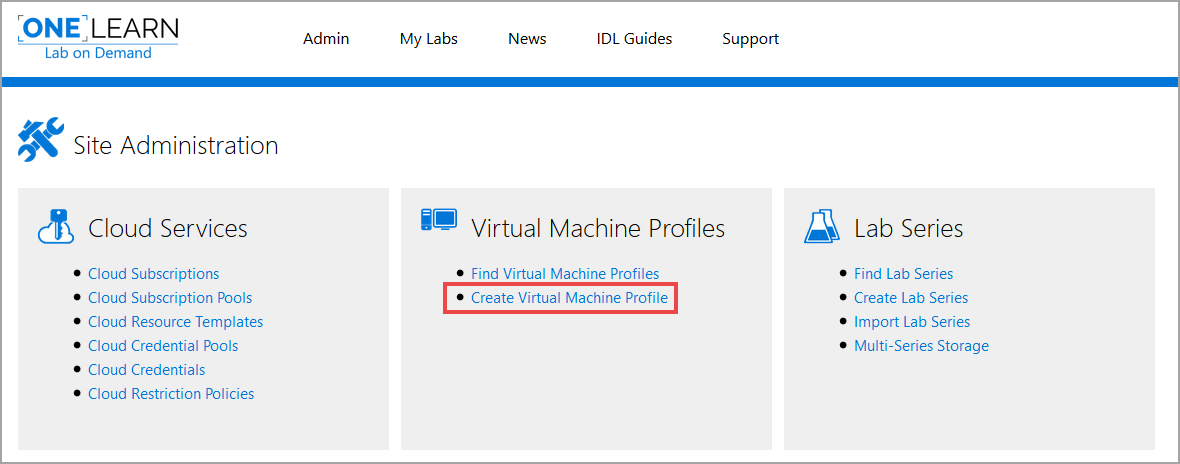 ONE LEARN
Lab on Demand
Admin My Labs News IDL Guides Support
Site Administration
Cloud Services
Cloud Subscriptions
Cloud Subscription Pools
Cloud Resource Templates
Cloud Credential Pools
Cloud Credentials
Cloud Restriction Policies
Virtual Machine Profiles
Find Virtual Machine Profiles
Create Virtual Machine Profile
Lab Series
Find Lab Series
Create Lab Series
Import Lab Series
Multi-Series Storage